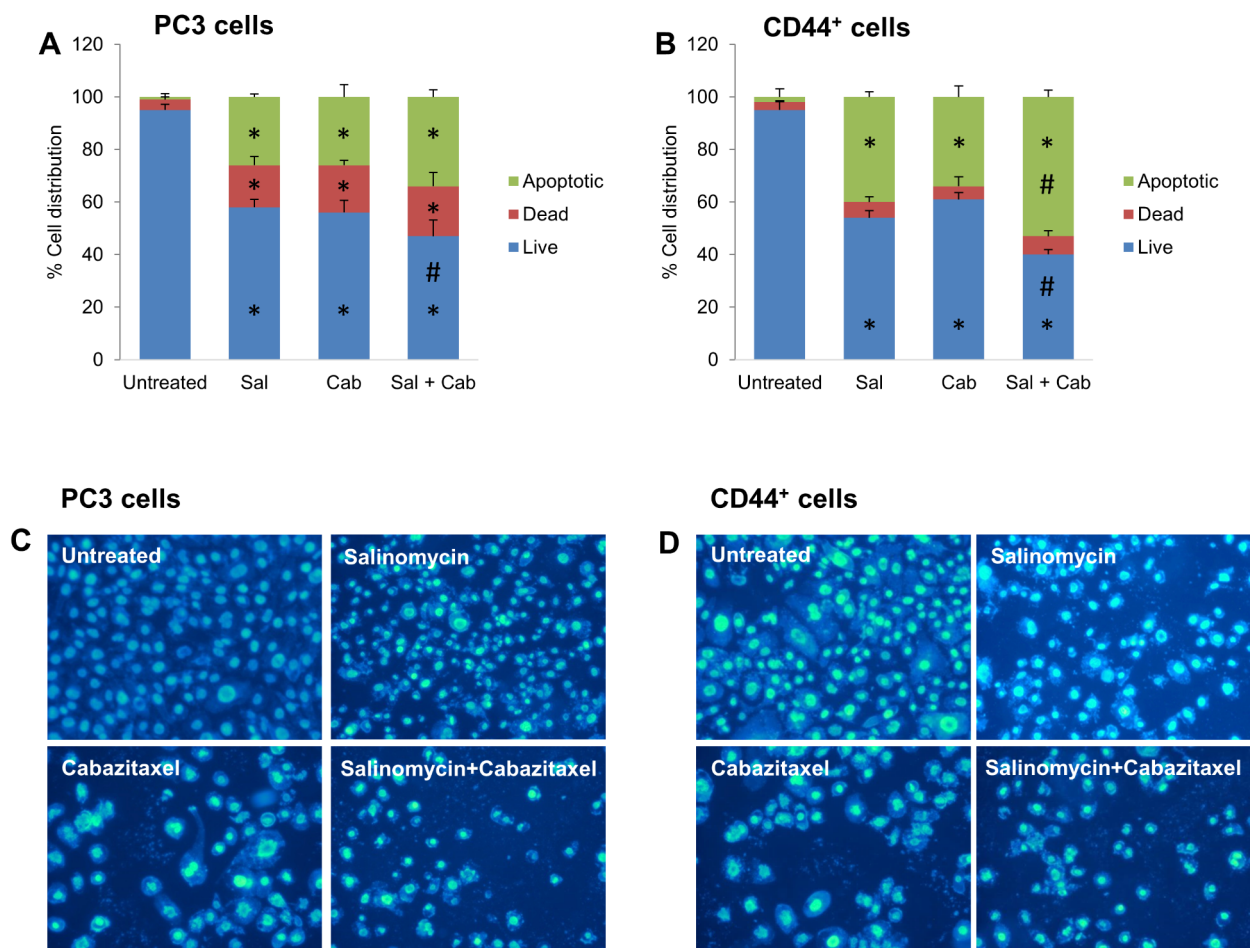 A
PC3 cells
120
100
80
60
40
20
0
% Cell distribution
*
*
*
*
*
*
*
*
#
*
Untreated
Sal
Cab
Sal + Cab
Apoptotic
Dead
Live
B
CD44⁺ cells
120
100
80
60
40
20
0
% Cell distribution
*
*
*
#
#
*
*
*
Untreated
Sal
Cab
Sal + Cab
Apoptotic
Dead
Live
PC3 cells
C
Untreated
Salinomycin
Cabazitaxel
Salinomycin+Cabazitaxel
CD44⁺ cells
D
Untreated
Salinomycin
Cabazitaxel
Salinomycin+Cabazitaxel